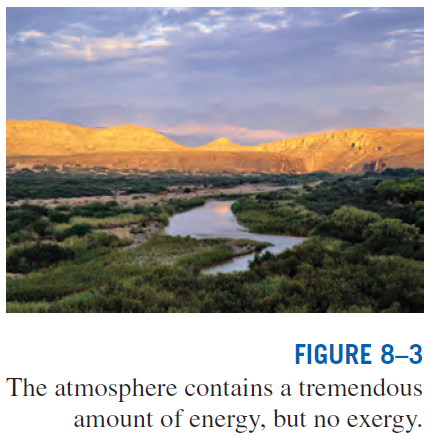 FIGURE 8–3
The atmosphere contains a tremendous
amount of energy, but no exergy.